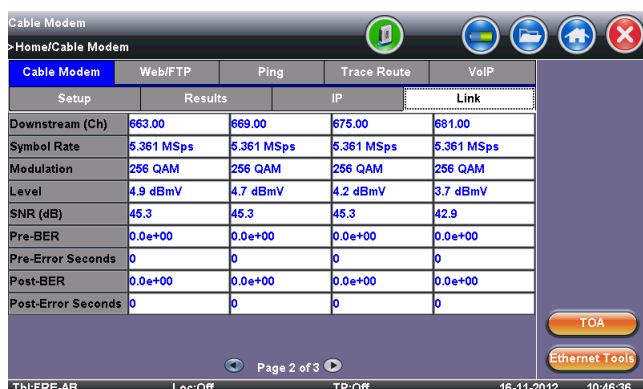 Cable Modem
>Home/Cable Modem
Cable Modem Web/FTP Ping Trace Route VoIP
Setup Results IP Link
Downstream (Ch) 663.00 669.00 675.00 681.00
Symbol Rate 5.361 MSps 5.361 MSps 5.361 MSps 5.361 MSps
Modulation 256 QAM 256 QAM 256 QAM 256 QAM
Level 4.9 dBmV 4.7 dBmV 4.2 dBmV 3.7 dBmV
SNR (dB) 45.3 45.3 45.3 42.9
Pre-BER 0.0e+00 0.0e+00 0.0e+00 0.0e+00
Pre-Error Seconds 0 0 0 0
Post-BER 0.0e+00 0.0e+00 0.0e+00 0.0e+00
Post-Error Seconds 0 0 0 0
TOA
Page 2 of 3
Ethernet Tools
Tbl:FRE-AB Loc:Off TP:Off 16-11-2012 10:46:36